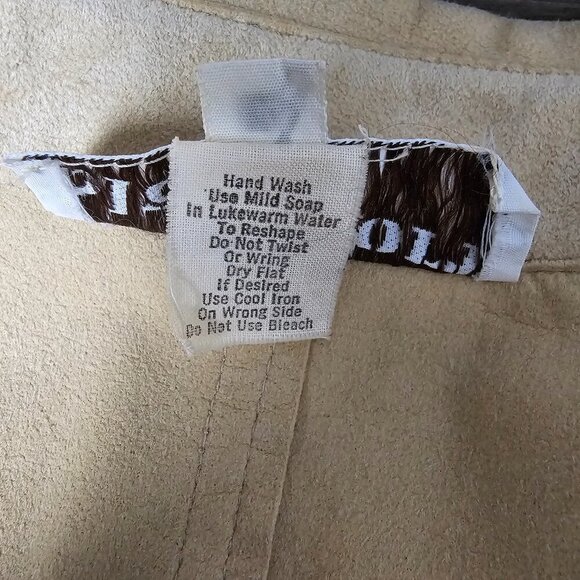 Hand Wash
Use Mild Soap
In Lukewarm Water
To Reshape
Do Not Twist
Or Wring
Dry Flat
If Desired
Use Cool Iron
On Wrong Side
Do Not Use Bleach